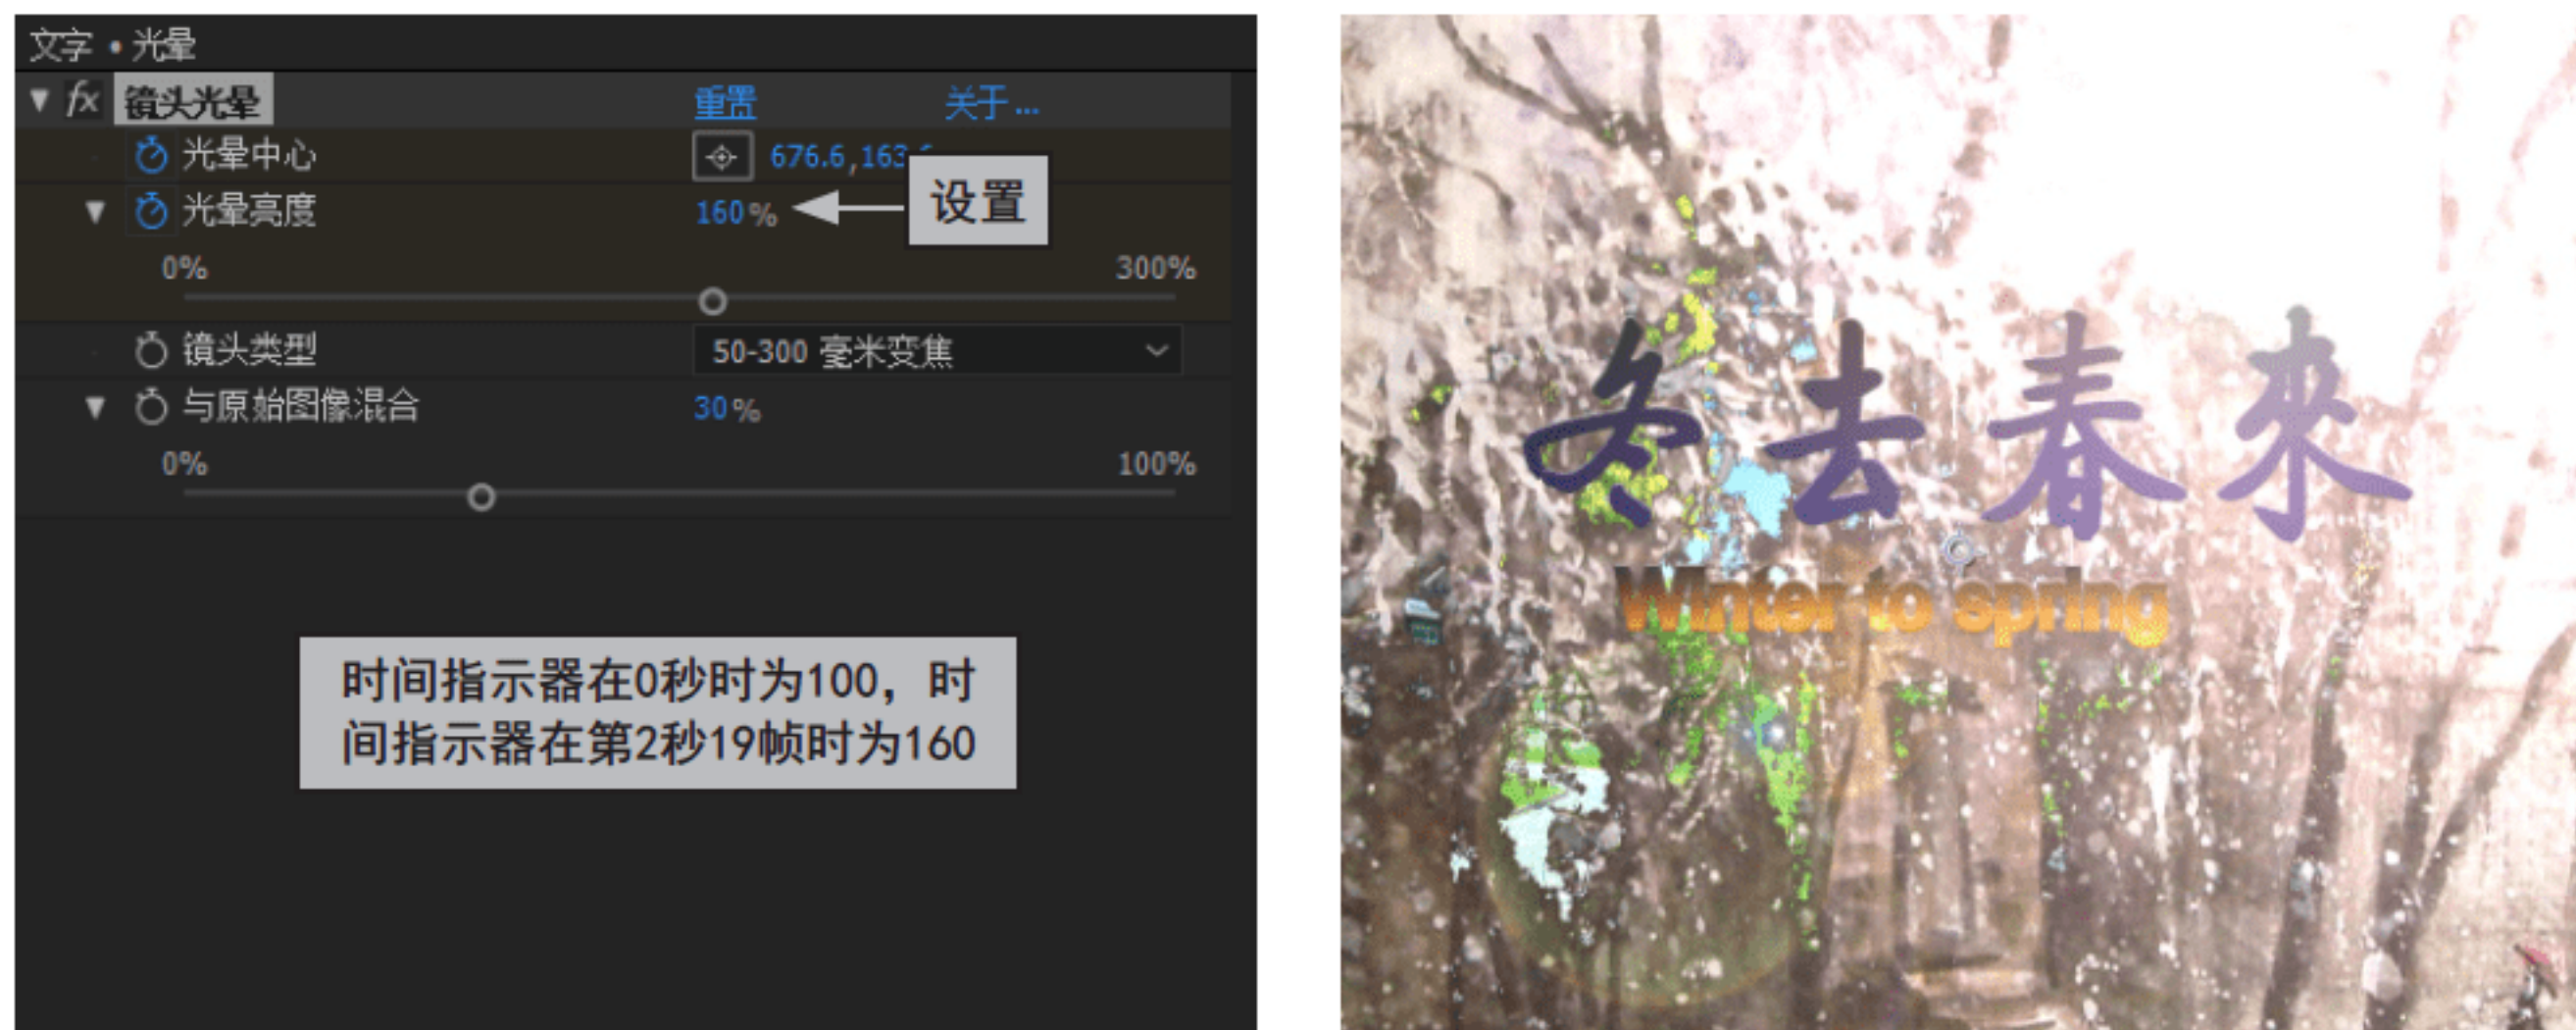 文字 • 光晕
fx 镜头光晕 重置 关于...
光晕中心 676.6,163
设置
光晕亮度 160%
0% 300%
镜头类型 50-300 毫米变焦
与原始图像混合 30%
0% 100%
时间指示器在0秒时为100，时
间指示器在第2秒19帧时为160
冬去春來
Winter to spring